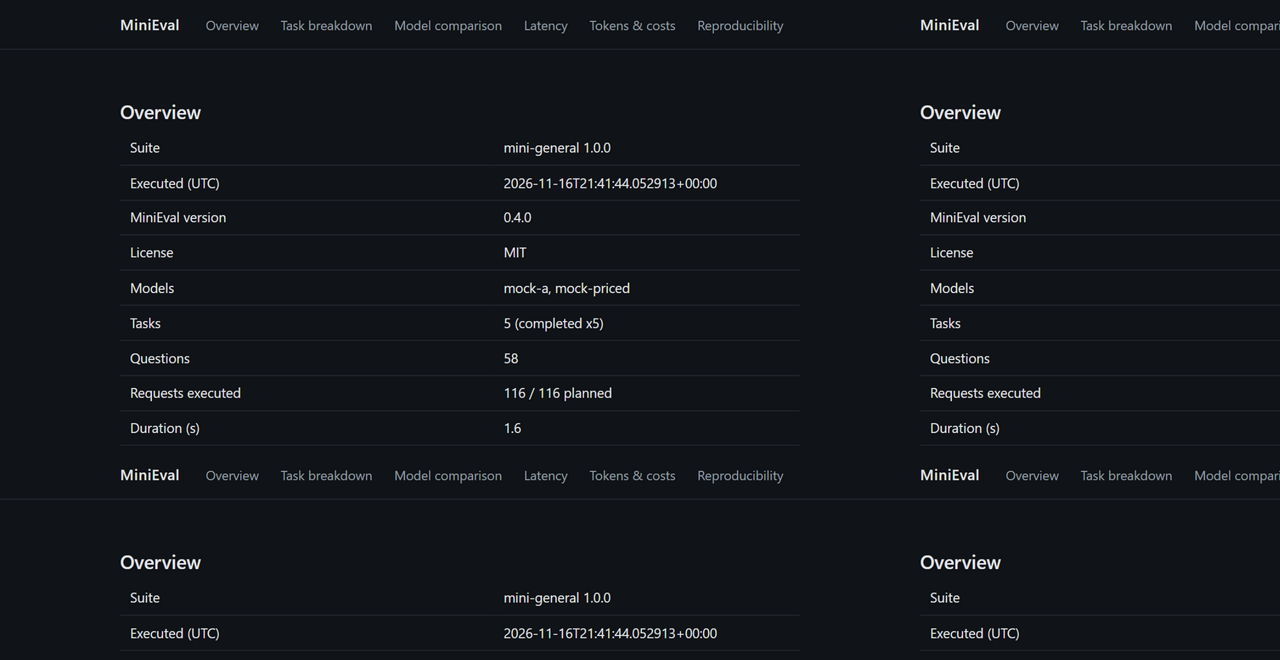 MiniEval Overview Task breakdown Model comparison Latency Tokens & costs Reproducibility MiniEval Overview Task breakdown Model compari
Overview Overview
Suite mini-general 1.0.0 Suite
Executed (UTC) 2026-11-16T21:41:44.052913+00:00 Executed (UTC)
MiniEval version 0.4.0 MiniEval version
License MIT License
Models mock-a, mock-priced Models
Tasks 5 (completed x5) Tasks
Questions 58 Questions
Requests executed 116 / 116 planned Requests executed
Duration (s) 1.6 Duration (s)
MiniEval Overview Task breakdown Model comparison Latency Tokens & costs Reproducibility MiniEval Overview Task breakdown Model compari
Overview Overview
Suite mini-general 1.0.0 Suite
Executed (UTC) 2026-11-16T21:41:44.052913+00:00 Executed (UTC)